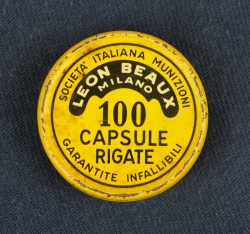 SOCIETA' ITALIANA MUNIZIONI
LEON BEAUX
MILANO
100
CAPSULE
RIGATE
GARANTITE INFALLIBILI